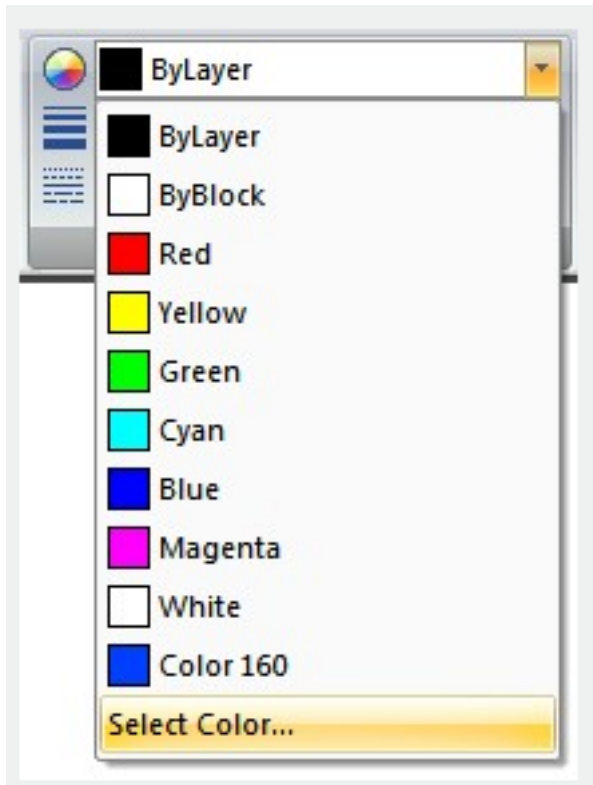 ByLayer
ByLayer
ByBlock
Red
Yellow
Green
Cyan
Blue
Magenta
White
Color 160
Select Color...